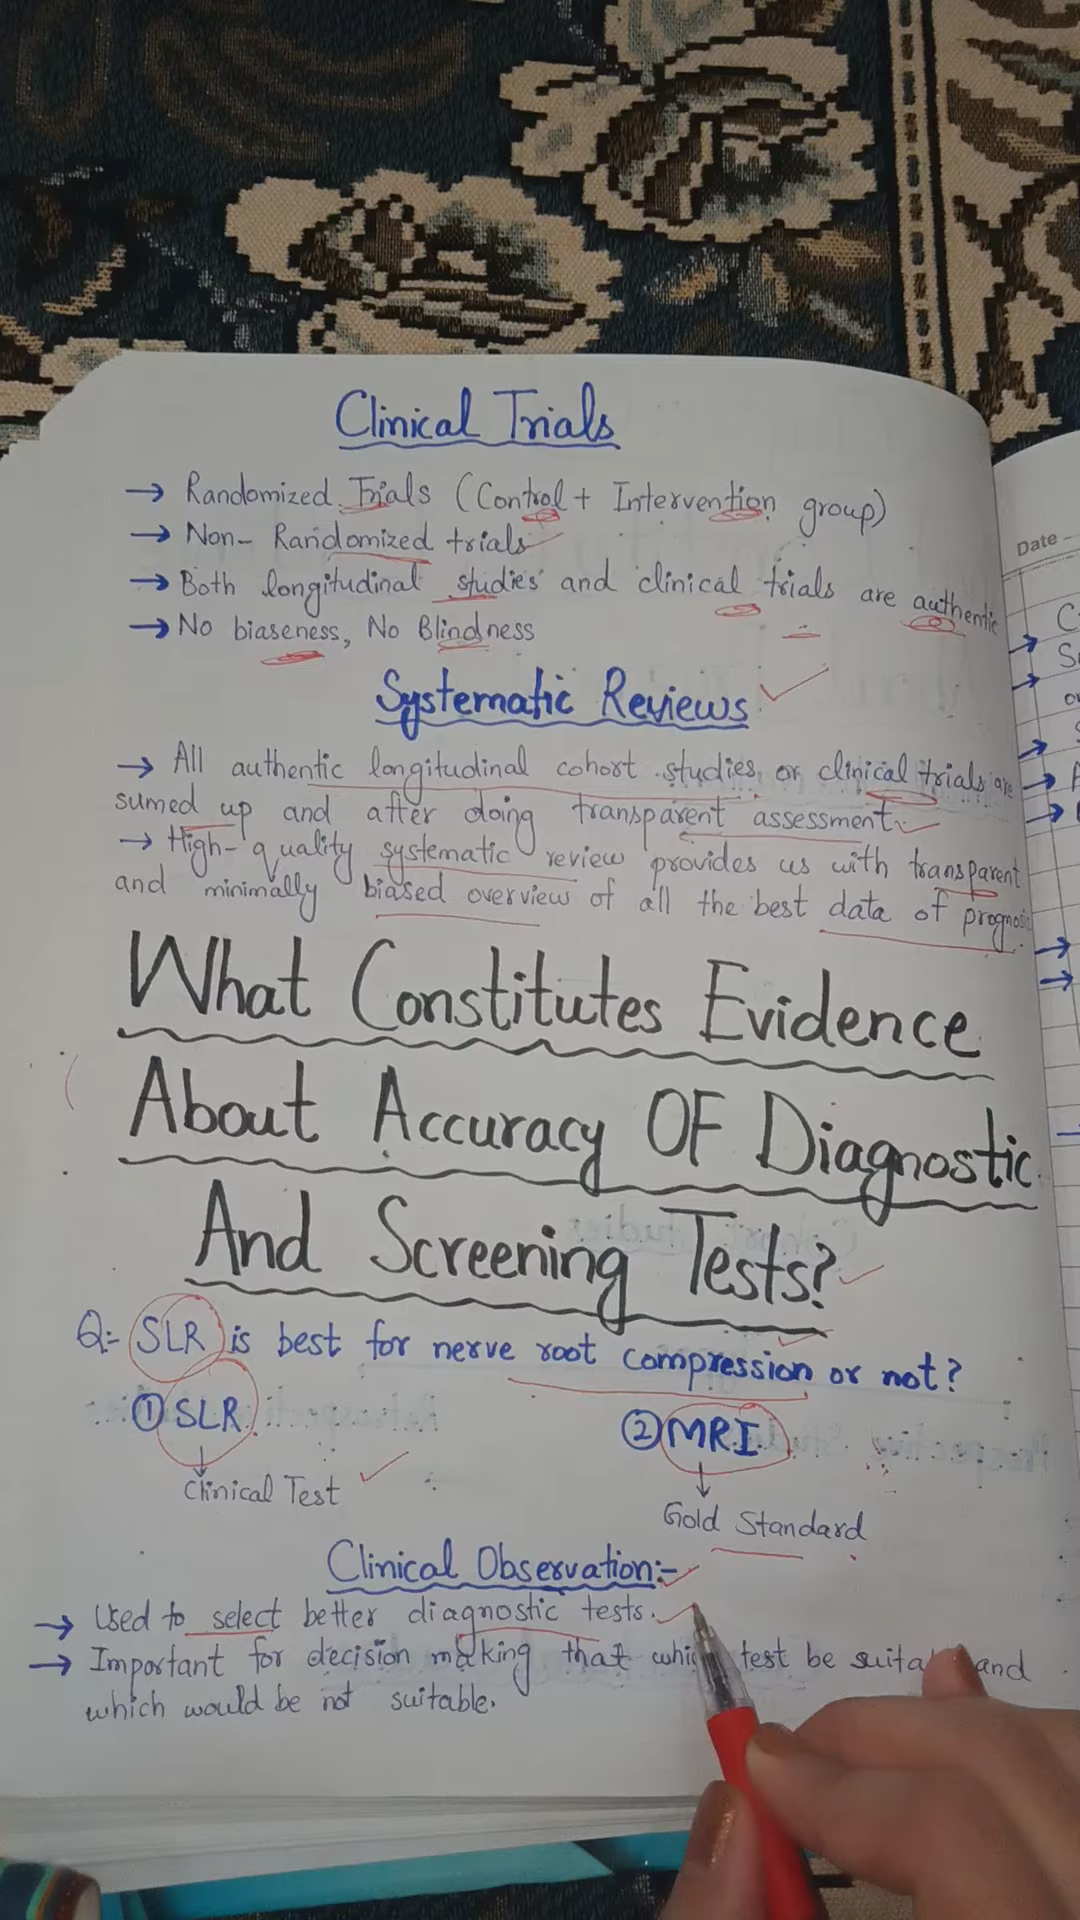 Clinical Trials
→ Randomized Trials (Control + Intervention group)
→ Non- Randomized trials
→ Both longitudinal studies and clinical trials are authentic
→ No biaseness, No Blindness
Systematic Reviews
→ All authentic longitudinal cohort studies or clinical trials are
sumed up and after doing transparent assessment.
→ High-quality systematic review provides us with transparent
and minimally biased overview of all the best data of
What Constitutes Evidence
About Accuracy OF Diagnostic
And Screening Tests?
Q:= SLR is best for nerve root compression or not?
① SLR ② MRI
Clinical Test
Gold Standard
Clinical Observation:-
→ Used to select better diagnostic tests.
→ Important for decision making that test be and
which would be not suitable.
Date -